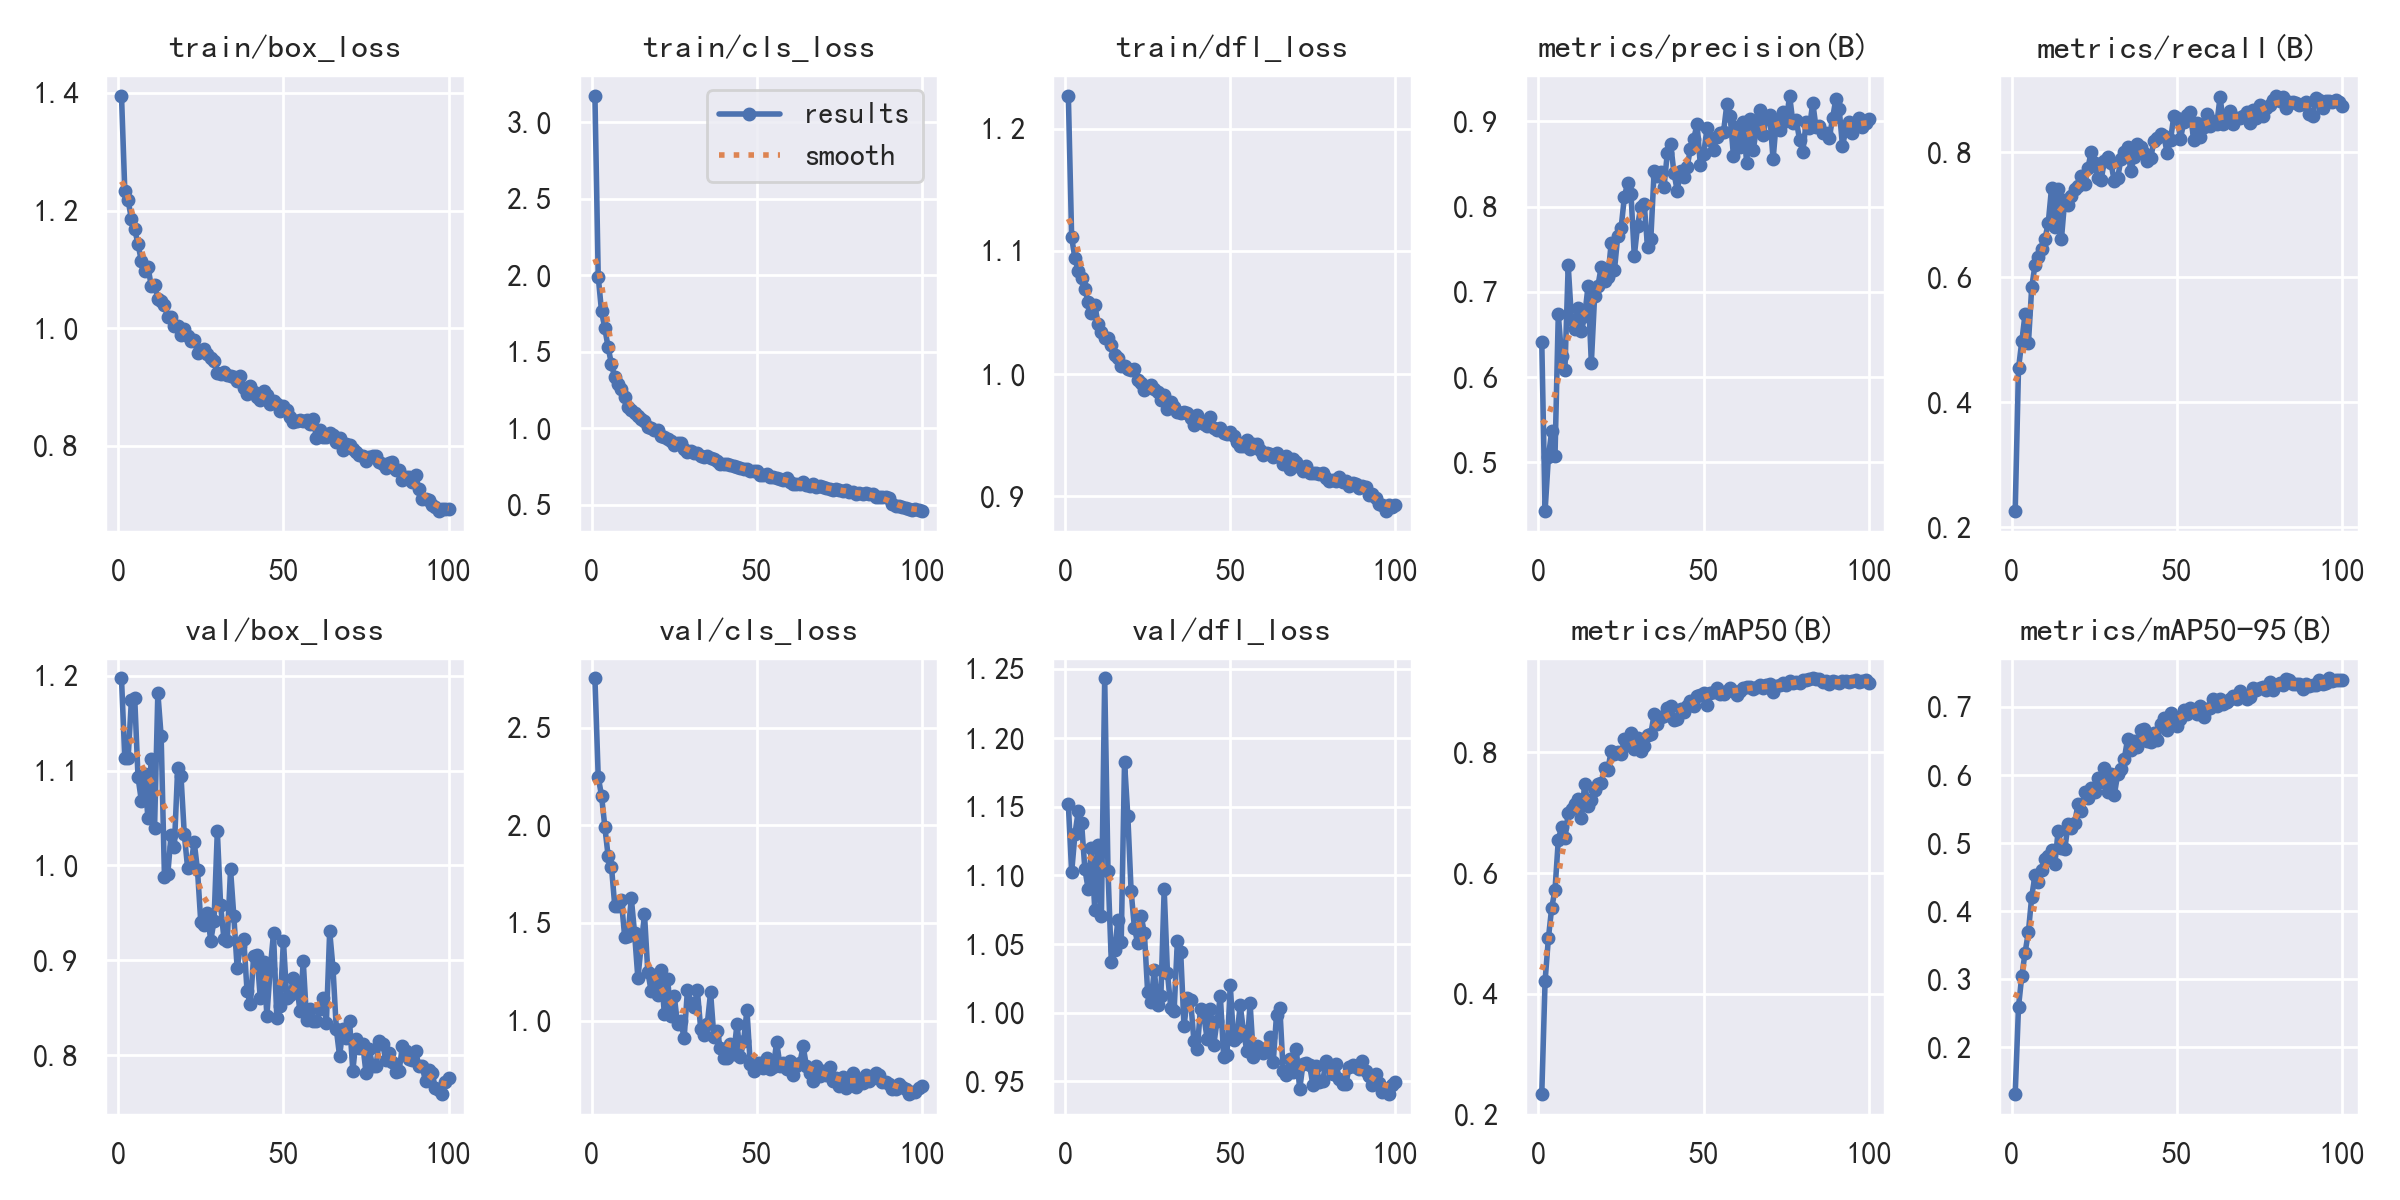 train/box_loss
1.4
1.2
1.0
0.8
0 50 100
train/cls_loss
results
smooth
3.0
2.5
2.0
1.5
1.0
0.5
0 50 100
train/dfl_loss
1.2
1.1
1.0
0.9
0 50 100
metrics/precision(B)
0.9
0.8
0.7
0.6
0.5
0 50 100
metrics/recall(B)
0.8
0.6
0.4
0.2
0 50 100
val/box_loss
1.2
1.1
1.0
0.9
0.8
0 50 100
val/cls_loss
2.5
2.0
1.5
1.0
0 50 100
val/dfl_loss
1.25
1.20
1.15
1.10
1.05
1.00
0.95
0 50 100
metrics/mAP50(B)
0.8
0.6
0.4
0.2
0 50 100
metrics/mAP50-95(B)
0.7
0.6
0.5
0.4
0.3
0.2
0 50 100